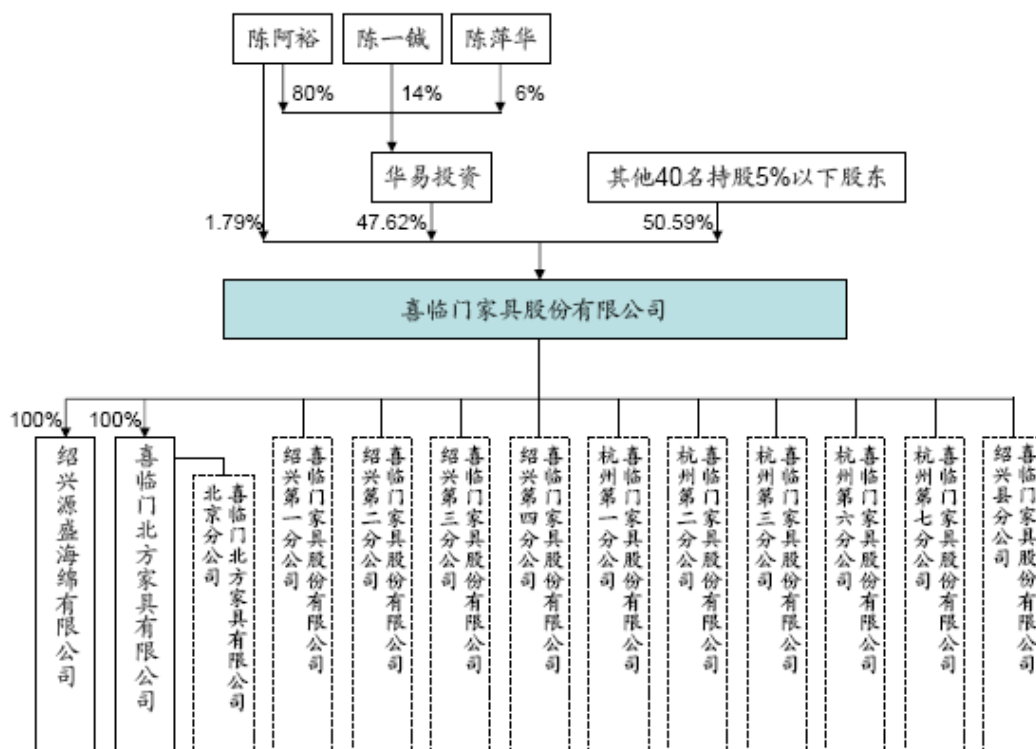 陈阿裕
陈一铖
陈萍华
80%
14%
6%
华易投资
其他40名持股5%以下股东
1.79%
47.62%
50.59%
喜临门家具股份有限公司
100%
100%
绍兴源盛海绵有限公司
喜临门北方家具有限公司
喜临门北方家具有限公司
北京分公司
喜临门家具股份有限公司
绍兴第一分公司
喜临门家具股份有限公司
绍兴第二分公司
喜临门家具股份有限公司
绍兴第三分公司
喜临门家具股份有限公司
绍兴第四分公司
喜临门家具股份有限公司
杭州第一分公司
喜临门家具股份有限公司
杭州第二分公司
喜临门家具股份有限公司
杭州第三分公司
喜临门家具股份有限公司
杭州第六分公司
喜临门家具股份有限公司
杭州第七分公司
喜临门家具股份有限公司
绍兴县分公司